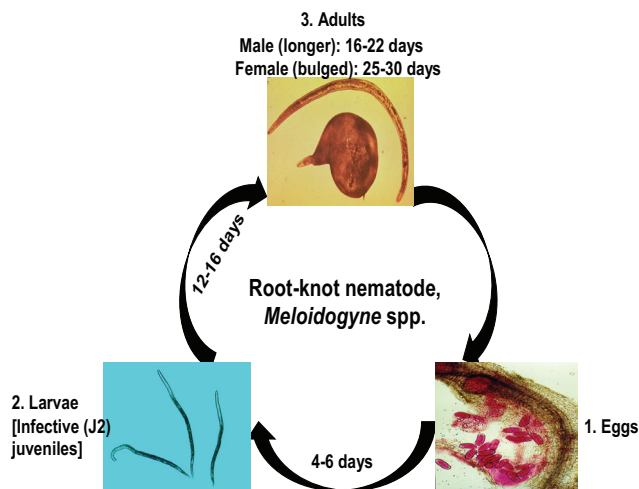 3. Adults
Male (longer): 16-22 days
Female (bulged): 25-30 days
12-16 days
Root-knot nematode,
Meloidogyne spp.
2. Larvae
[Infective (J2)
juveniles]
4-6 days
1. Eggs